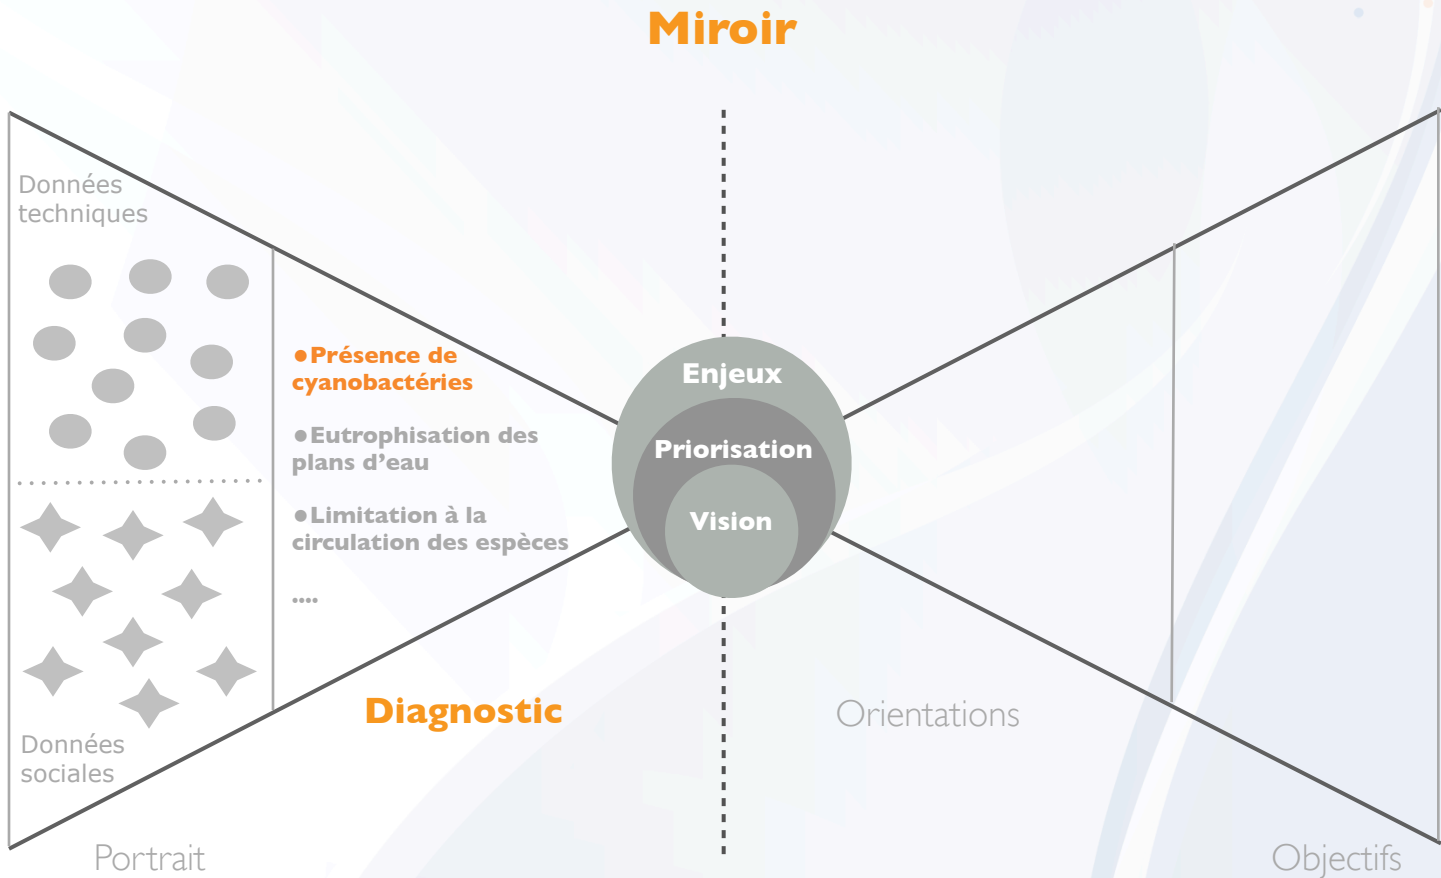 Miroir
Données
techniques
●Présence de
cyanobactéries
●Eutrophisation des
plans d’eau
●Limitation à la
circulation des espèces
....
Enjeux
Priorisation
Vision
Données
sociales
Diagnostic
Orientations
Portrait
Objectifs